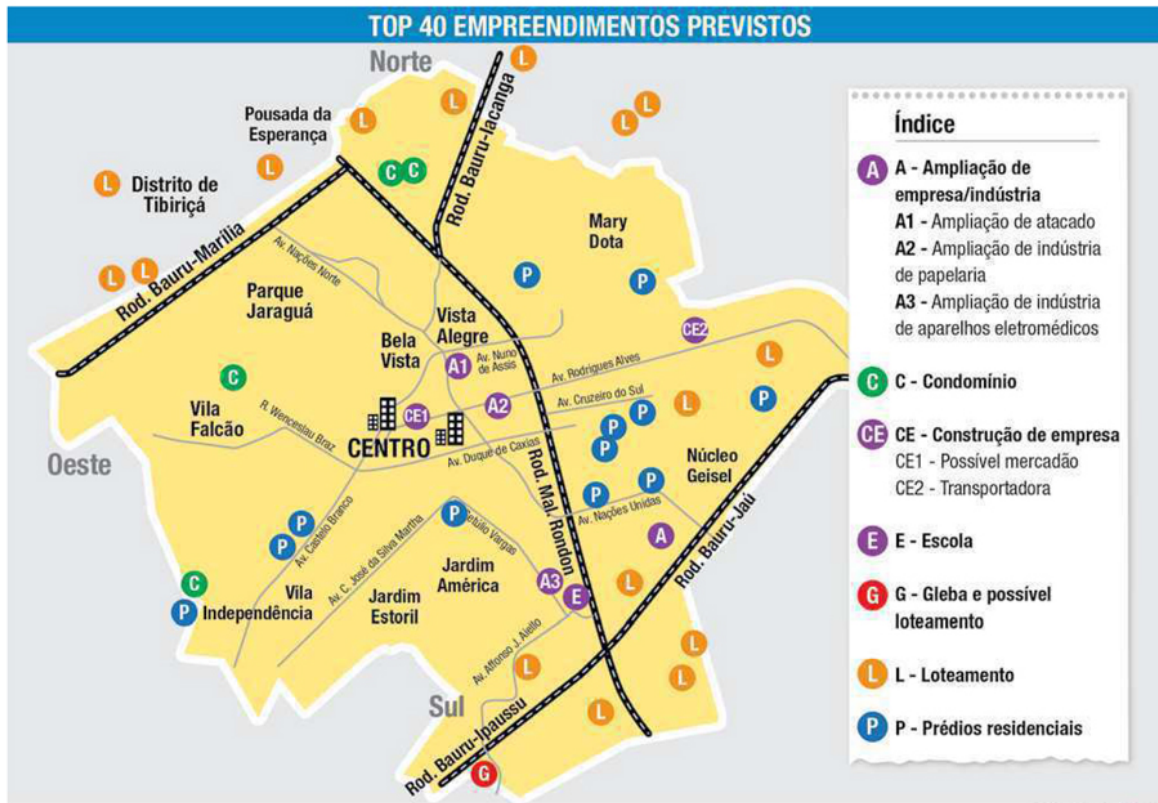 TOP 40 EMPREENDIMENTOS PREVISTOS
Norte
L
L
L
L
L
Pousada da
Esperança
L
L
Distrito de
Tibiriçá
L
L
L
C
C
Rod. Bauru-Iacanga
Rod. Bauru-Marília
Av. Nações Norte
Mary
Dota
P
P
Parque
Jaraguá
Vista
Alegre
Bela
Vista
CE2
A1
Av. Nuno
de Assis
Av. Rodrigues Alves
L
C
Vila
Falcão
CE1
A2
Av. Cruzeiro do Sul
P
L
P
R. Wenceslau Braz
CENTRO
Av. Duque de Caxias
P
P
Núcleo
Geisel
Oeste
Rod. Mal. Rondon
P
P
Av. Nações Unidas
P
P
P
Av. Castelo Branco
Av. C. José da Silva Martha
Getúlio Vargas
A
Rod. Bauru-Jaú
Jardim
América
A3
E
L
C
P
Vila
Independência
Jardim
Estoril
Av. Affonso J. Aiello
L
L
L
L
Sul
Rod. Bauru-Ipaussu
G
Índice
A
A - Ampliação de
empresa/indústria
A1 - Ampliação de atacado
A2 - Ampliação de indústria
de papelaria
A3 - Ampliação de indústria
de aparelhos eletromédicos
C
C - Condomínio
CE
CE - Construção de empresa
CE1 - Possível mercadão
CE2 - Transportadora
E
E - Escola
G
G - Gleba e possível
loteamento
L
L - Loteamento
P
P - Prédios residenciais